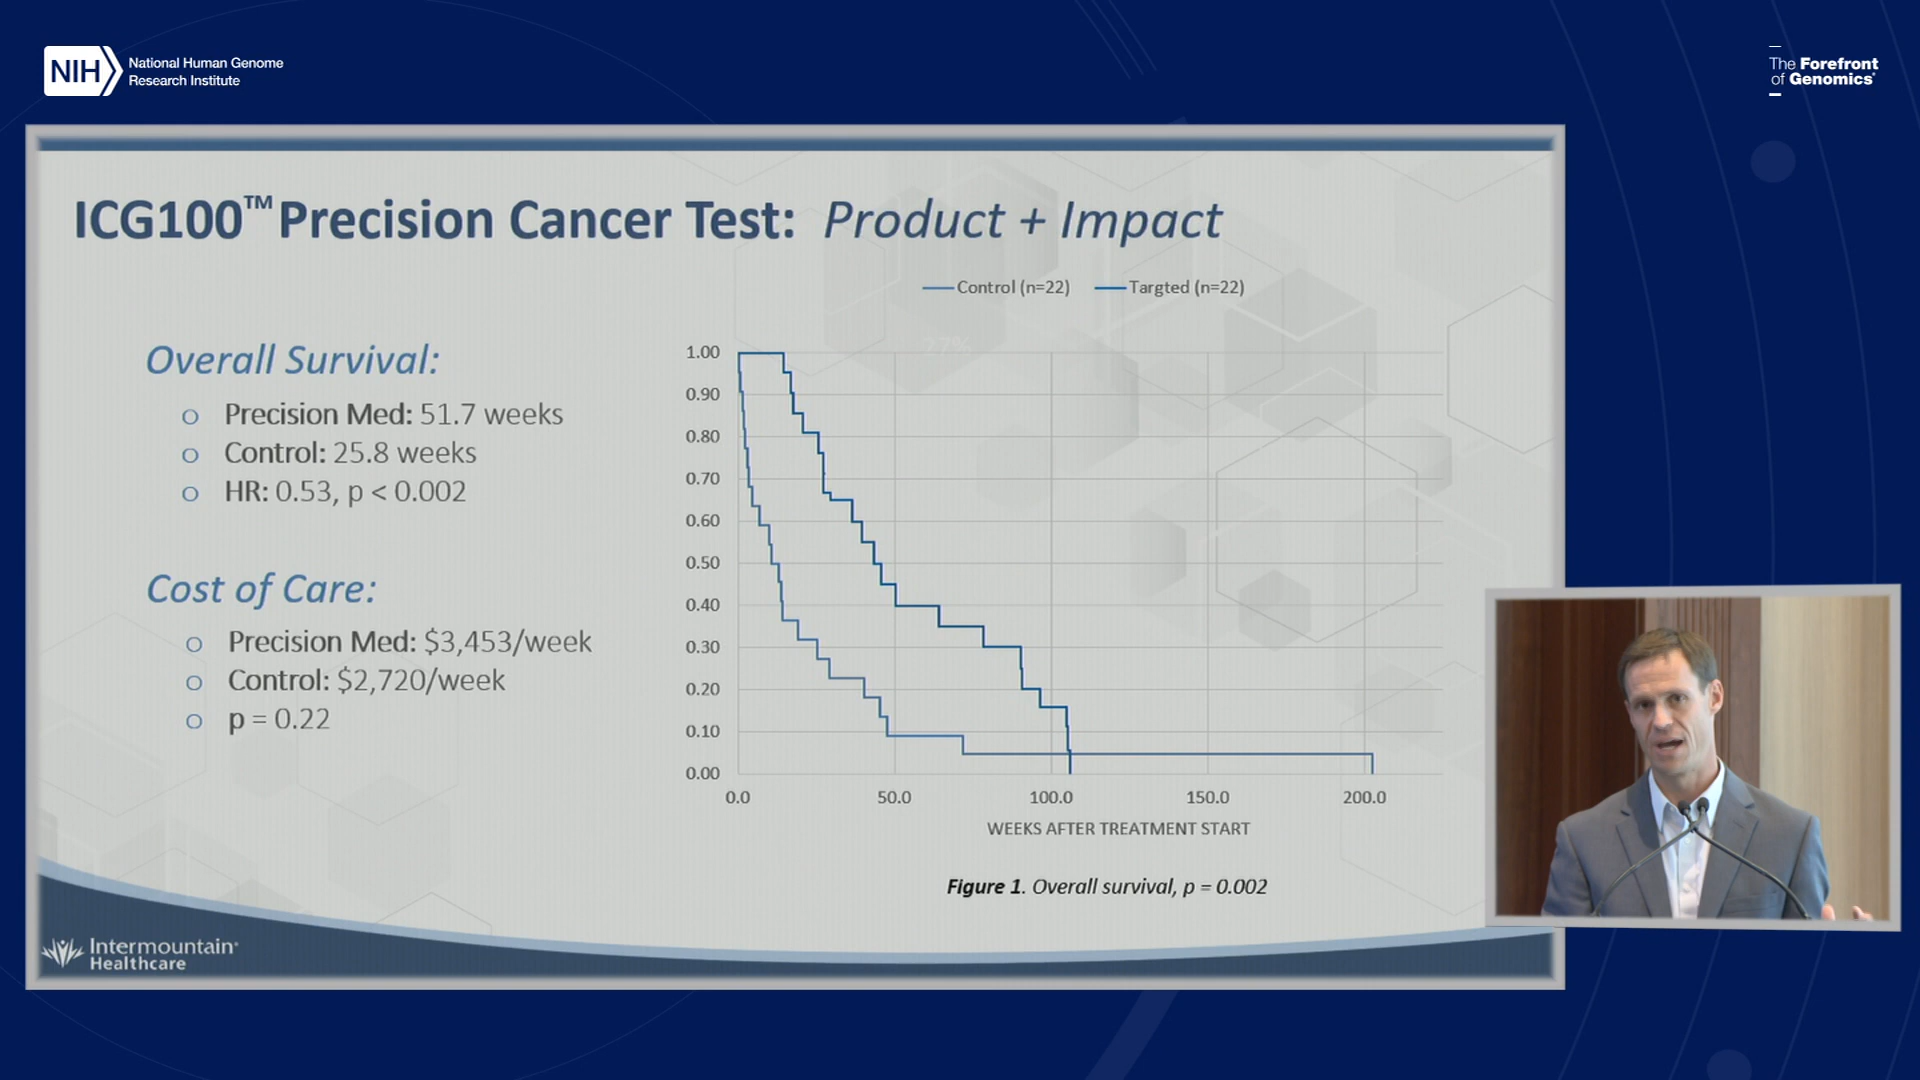 NIH
National Human Genome
Research Institute
The Forefront
of Genomics®
ICG100™ Precision Cancer Test: Product + Impact
Control (n=22) Targted (n=22)
Overall Survival:
o Precision Med: 51.7 weeks
o Control: 25.8 weeks
o HR: 0.53, p < 0.002
Cost of Care:
o Precision Med: $3,453/week
o Control: $2,720/week
o p = 0.22
27%
1.00
0.90
0.80
0.70
0.60
0.50
0.40
0.30
0.20
0.10
0.00
0.0 50.0 100.0 150.0 200.0
WEEKS AFTER TREATMENT START
Figure 1. Overall survival, p = 0.002
Intermountain®
Healthcare